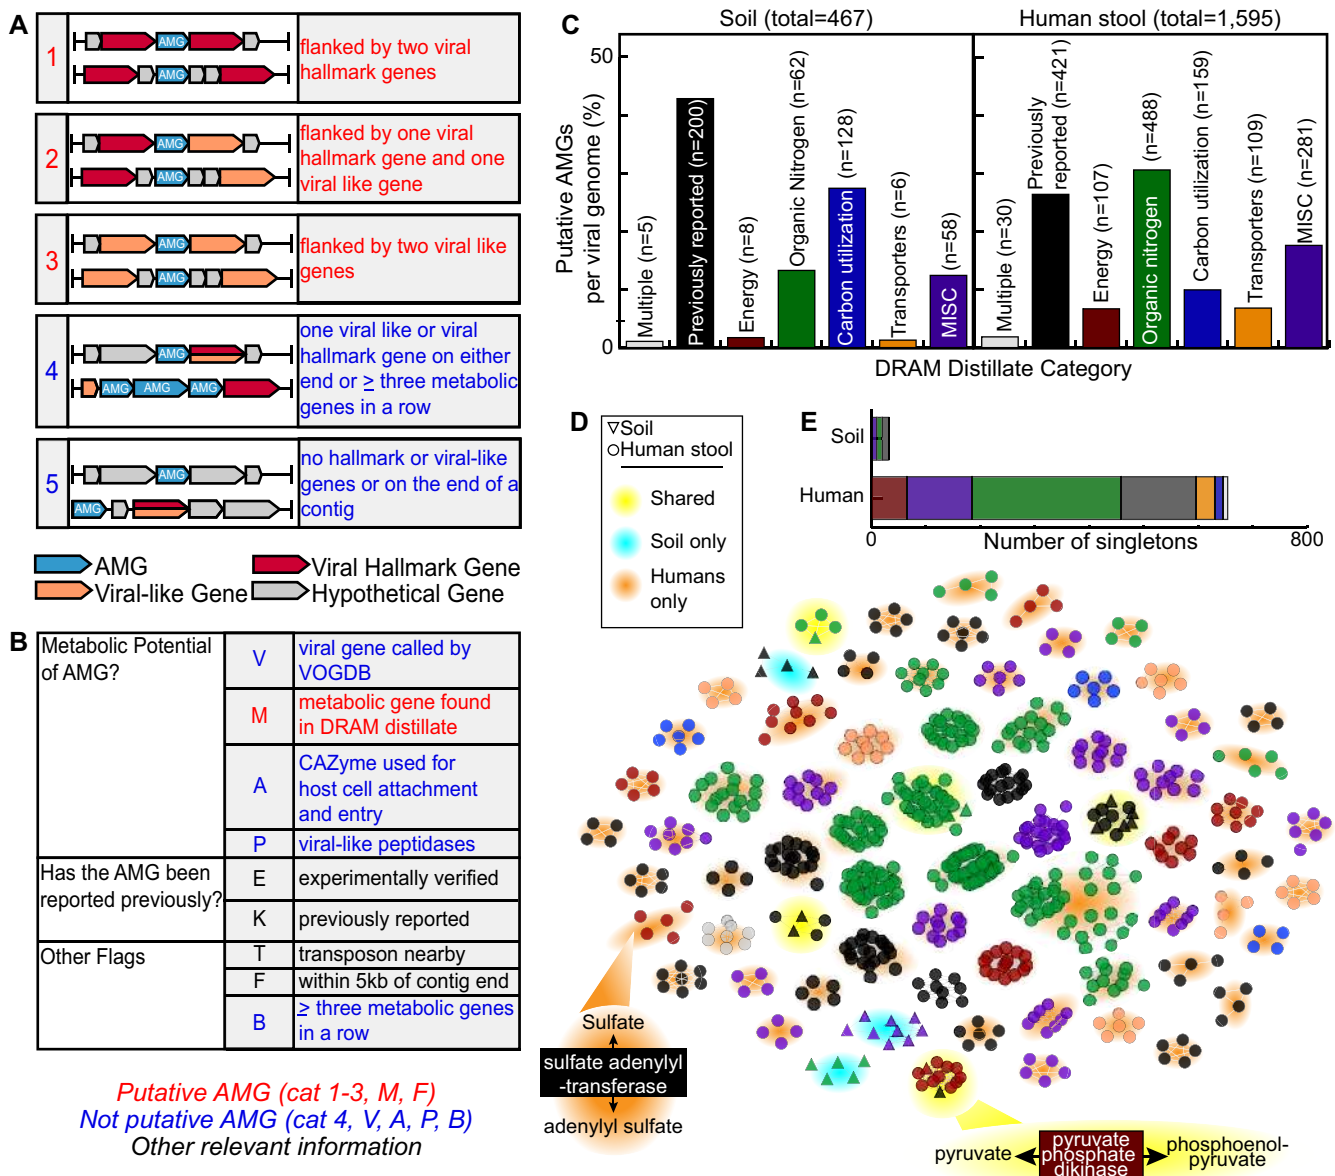 A
1
AMG
AMG
flanked by two viral
hallmark genes
2
AMG
AMG
flanked by one viral
hallmark gene and one
viral like gene
3
AMG
AMG
flanked by two viral like
genes
4
AMG
AMG AMG AMG
one viral like or viral
hallmark gene on either
end or ≥ three metabolic
genes in a row
5
AMG
AMG
no hallmark or viral-like
genes or on the end of a
contig
AMG
Viral Hallmark Gene
Viral-like Gene
Hypothetical Gene
B
Metabolic Potential
of AMG?
V
viral gene called by
VOGDB
M
metabolic gene found
in DRAM distillate
A
CAZyme used for
host cell attachment
and entry
P
viral-like peptidases
Has the AMG been
reported previously?
E
experimentally verified
K
previously reported
Other Flags
T
transposon nearby
F
within 5kb of contig end
B
≥ three metabolic genes
in a row
Putative AMG (cat 1-3, M, F)
Not putative AMG (cat 4, V, A, P, B)
Other relevant information
C
Soil (total=467)
Human stool (total=1,595)
Putative AMGs
per viral genome (%)
50
0
Multiple (n=5)
Previously reported (n=200)
Energy (n=8)
Organic Nitrogen (n=62)
Carbon utilization (n=128)
Transporters (n=6)
MISC (n=58)
Multiple (n=30)
Previously
reported (n=421)
Energy (n=107)
Organic nitrogen (n=488)
Carbon utilization (n=159)
Transporters (n=109)
MISC (n=281)
DRAM Distillate Category
D
Soil
Human stool
Shared
Soil only
Humans
only
E
Soil
Human
0
Number of singletons
800
Sulfate
sulfate adenylyl
-transferase
adenylyl sulfate
pyruvate
pyruvate
phosphate
dikinase
phosphoenol-
pyruvate